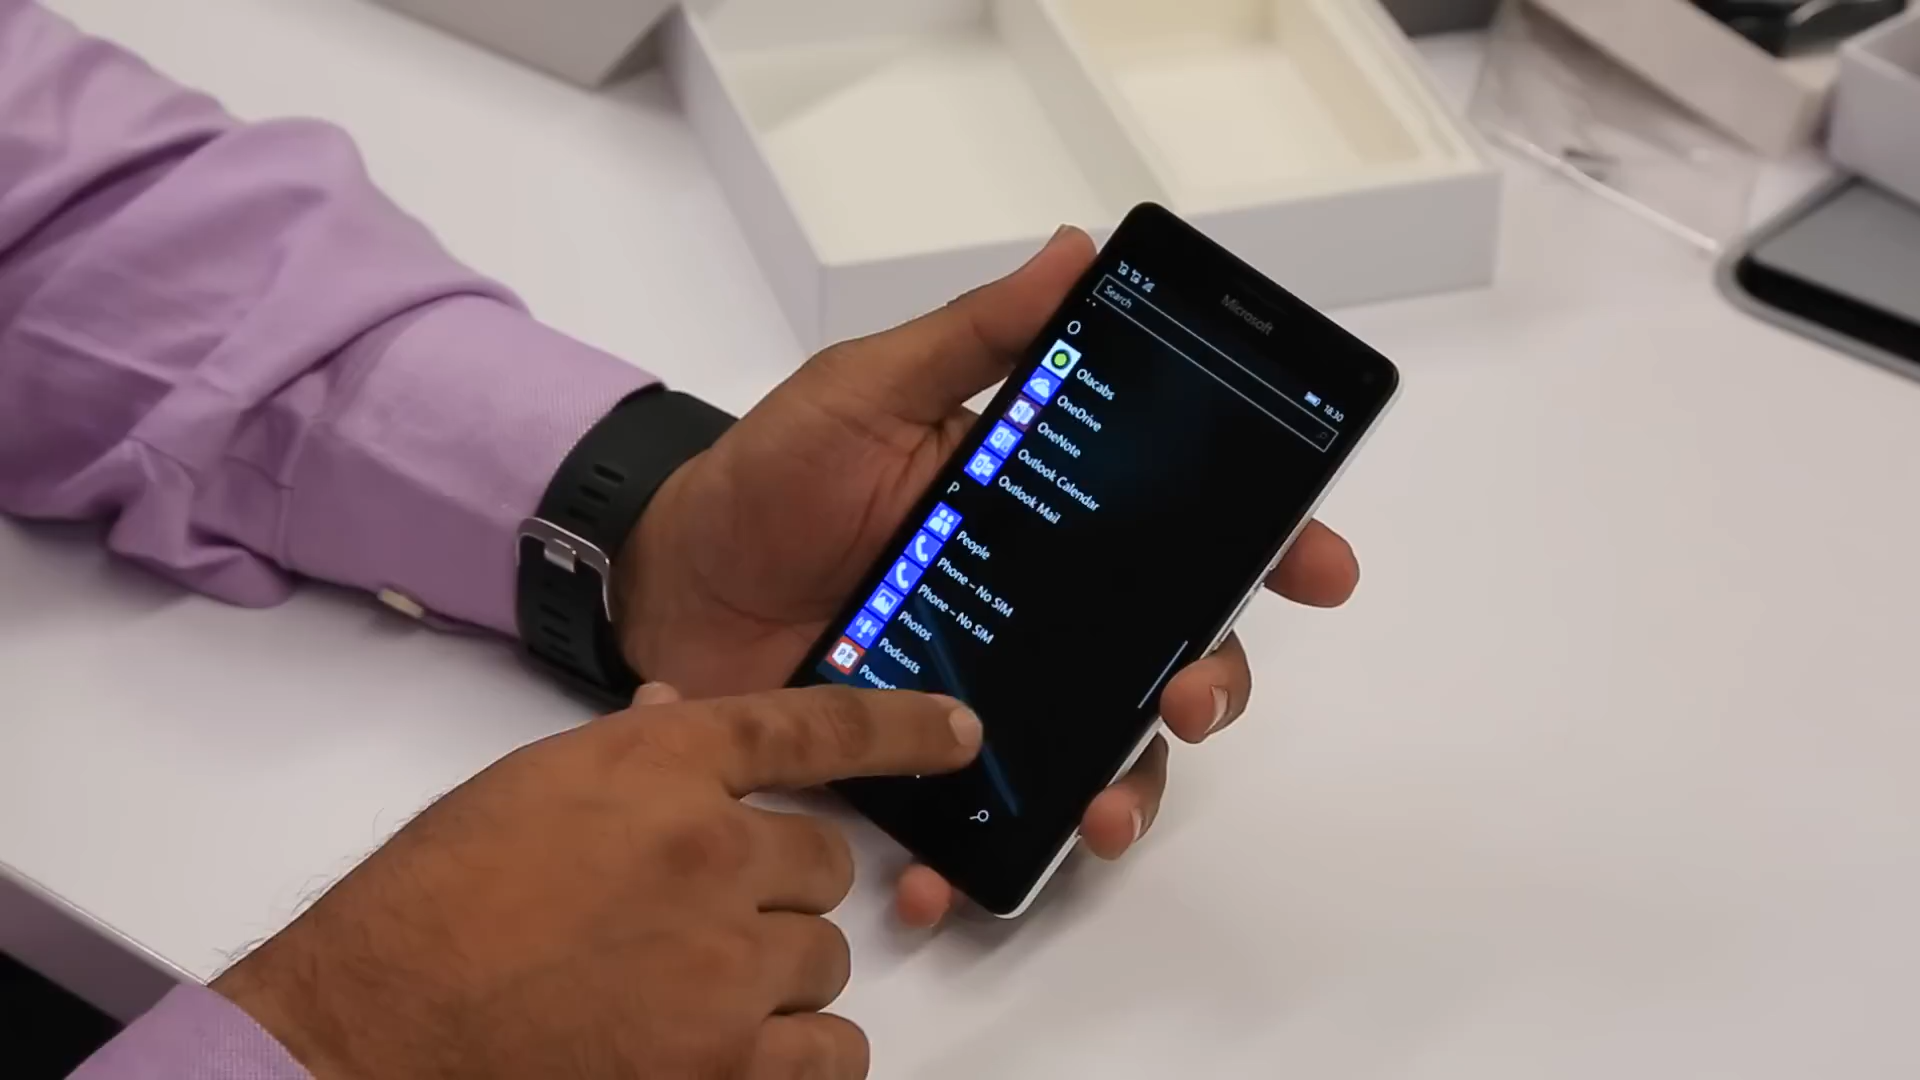 Microsoft
18:30
Search
O
Olacabs
OneDrive
OneNote
Outlook Calendar
Outlook Mail
P
People
Phone – No SIM
Phone – No SIM
Photos
Podcasts